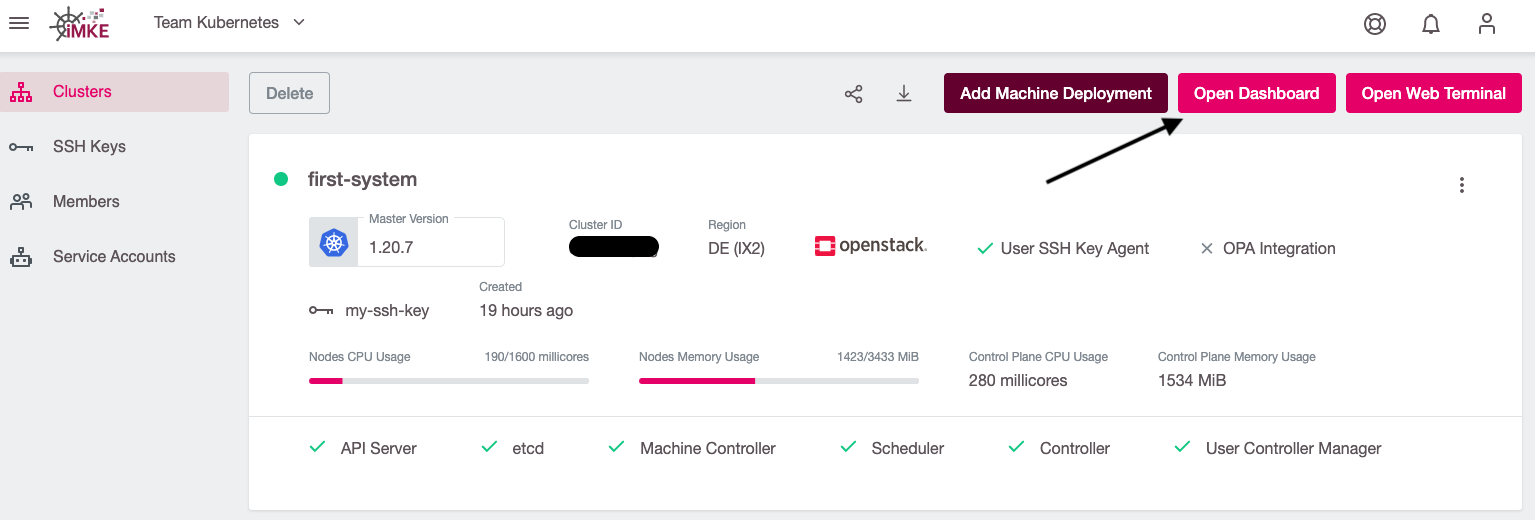 iMKE
Team Kubernetes
Clusters
SSH Keys
Members
Service Accounts
Delete
Add Machine Deployment
Open Dashboard
Open Web Terminal
first-system
Master Version
1.20.7
Cluster ID
Region
DE (IX2)
openstack.
User SSH Key Agent
OPA Integration
my-ssh-key
Created
19 hours ago
Nodes CPU Usage
190/1600 millicores
Nodes Memory Usage
1423/3433 MiB
Control Plane CPU Usage
280 millicores
Control Plane Memory Usage
1534 MiB
API Server
etcd
Machine Controller
Scheduler
Controller
User Controller Manager